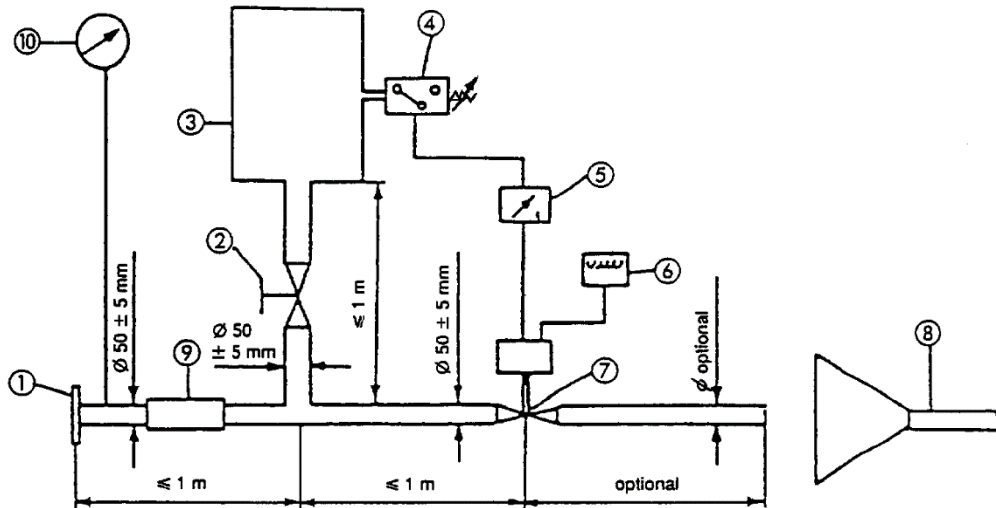 10
4
3
5
2
6
Ø 50 ± 5 mm
Ø 50
± 5 mm
⩽ 1 m
Ø 50 ± 5 mm
Ø optional
1
9
7
8
⩽ 1 m
⩽ 1 m
optional